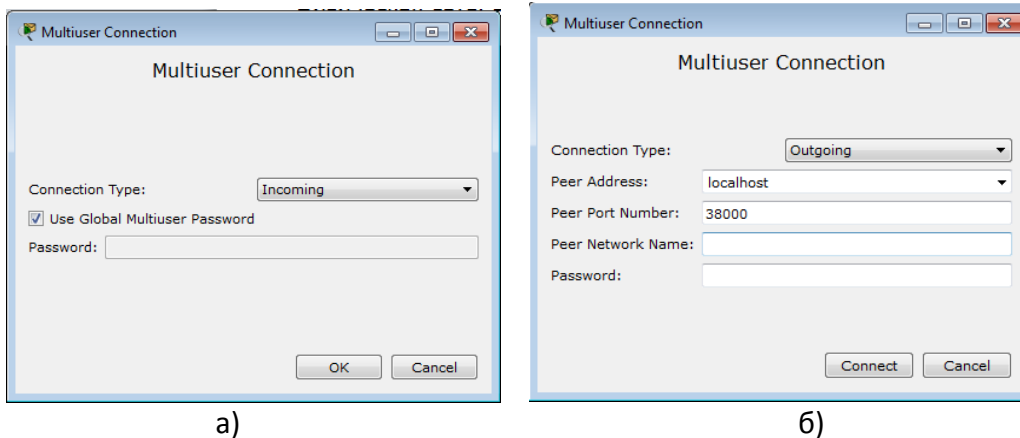 Multiuser Connection
Multiuser Connection
Connection Type: Incoming
Use Global Multiuser Password
Password:
OK Cancel
а)
Multiuser Connection
Multiuser Connection
Connection Type: Outgoing
Peer Address: localhost
Peer Port Number: 38000
Peer Network Name:
Password:
Connect Cancel
б)